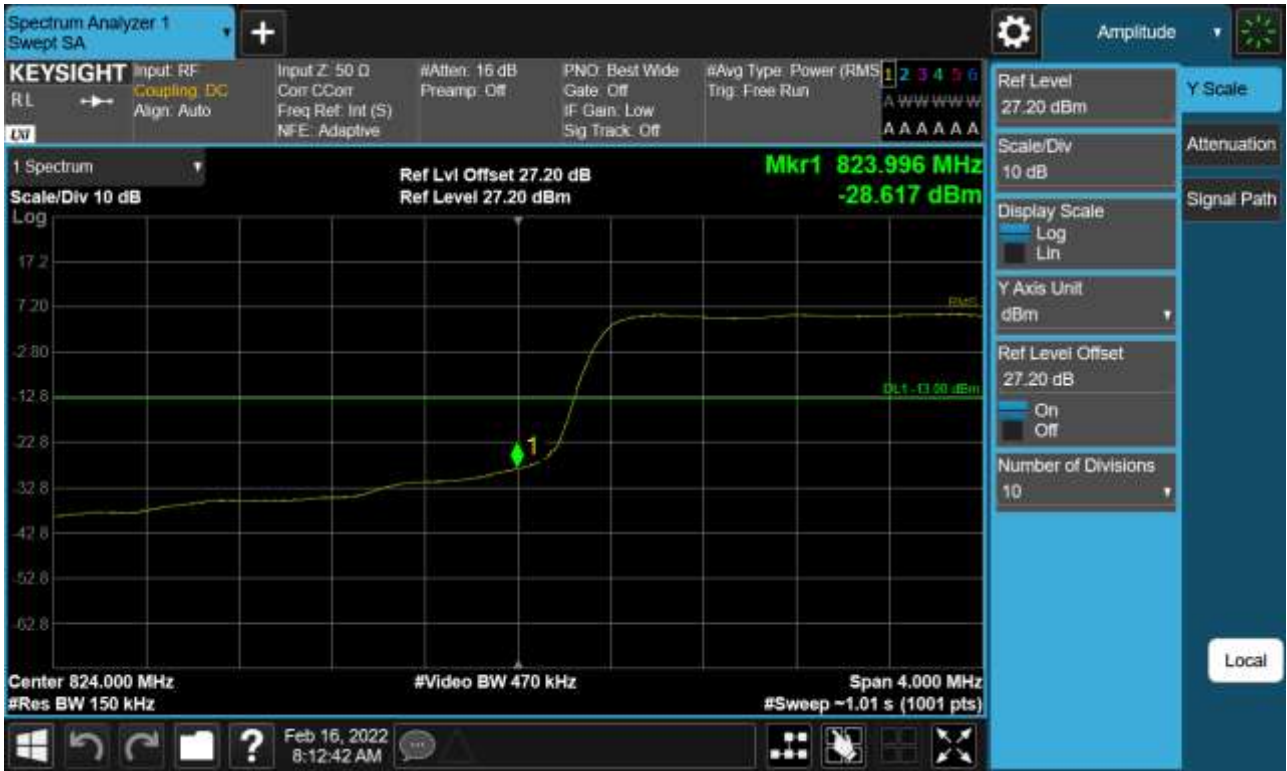 Spectrum Analyzer 1
Swept SA
Amplitude
KEYSIGHT
RL
LXI
Input: RF
Coupling: DC
Align: Auto
Input Z: 50 Ω
Corr CCorr
Freq Ref: Int (S)
NFE: Adaptive
#Atten: 16 dB
Preamp: Off
PNO: Best Wide
Gate: Off
IF Gain: Low
Sig Track: Off
#Avg Type: Power (RMS
Trig: Free Run
1 2 3 4 5 6
A W W W W W
A A A A A A
1 Spectrum
Scale/Div 10 dB
Ref Lvl Offset 27.20 dB
Ref Level 27.20 dBm
Mkr1 823.996 MHz
-28.617 dBm
Log
17.2
7.20
-2.80
-12.8
-22.8
-32.8
-42.8
-52.8
-62.8
RMS
DL1 -13.00 dBm
1
Center 824.000 MHz
#Res BW 150 kHz
#Video BW 470 kHz
Span 4.000 MHz
#Sweep ~1.01 s (1001 pts)
Ref Level
27.20 dBm
Scale/Div
10 dB
Display Scale
Log
Lin
Y Axis Unit
dBm
Ref Level Offset
27.20 dB
On
Off
Number of Divisions
10
Y Scale
Attenuation
Signal Path
Local
?
Feb 16, 2022
8:12:42 AM